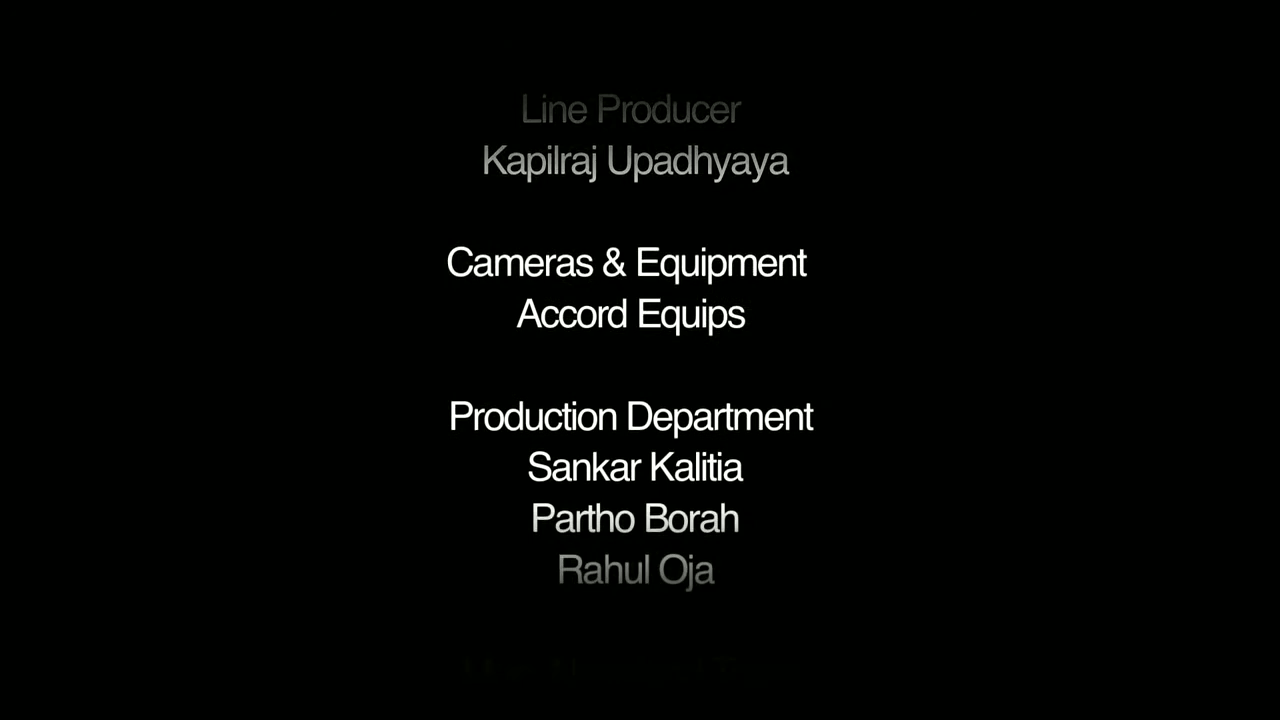 Line Producer
Kapilraj Upadhyaya
Cameras & Equipment
Accord Equips
Production Department
Sankar Kalitia
Partho Borah
Rahul Oja